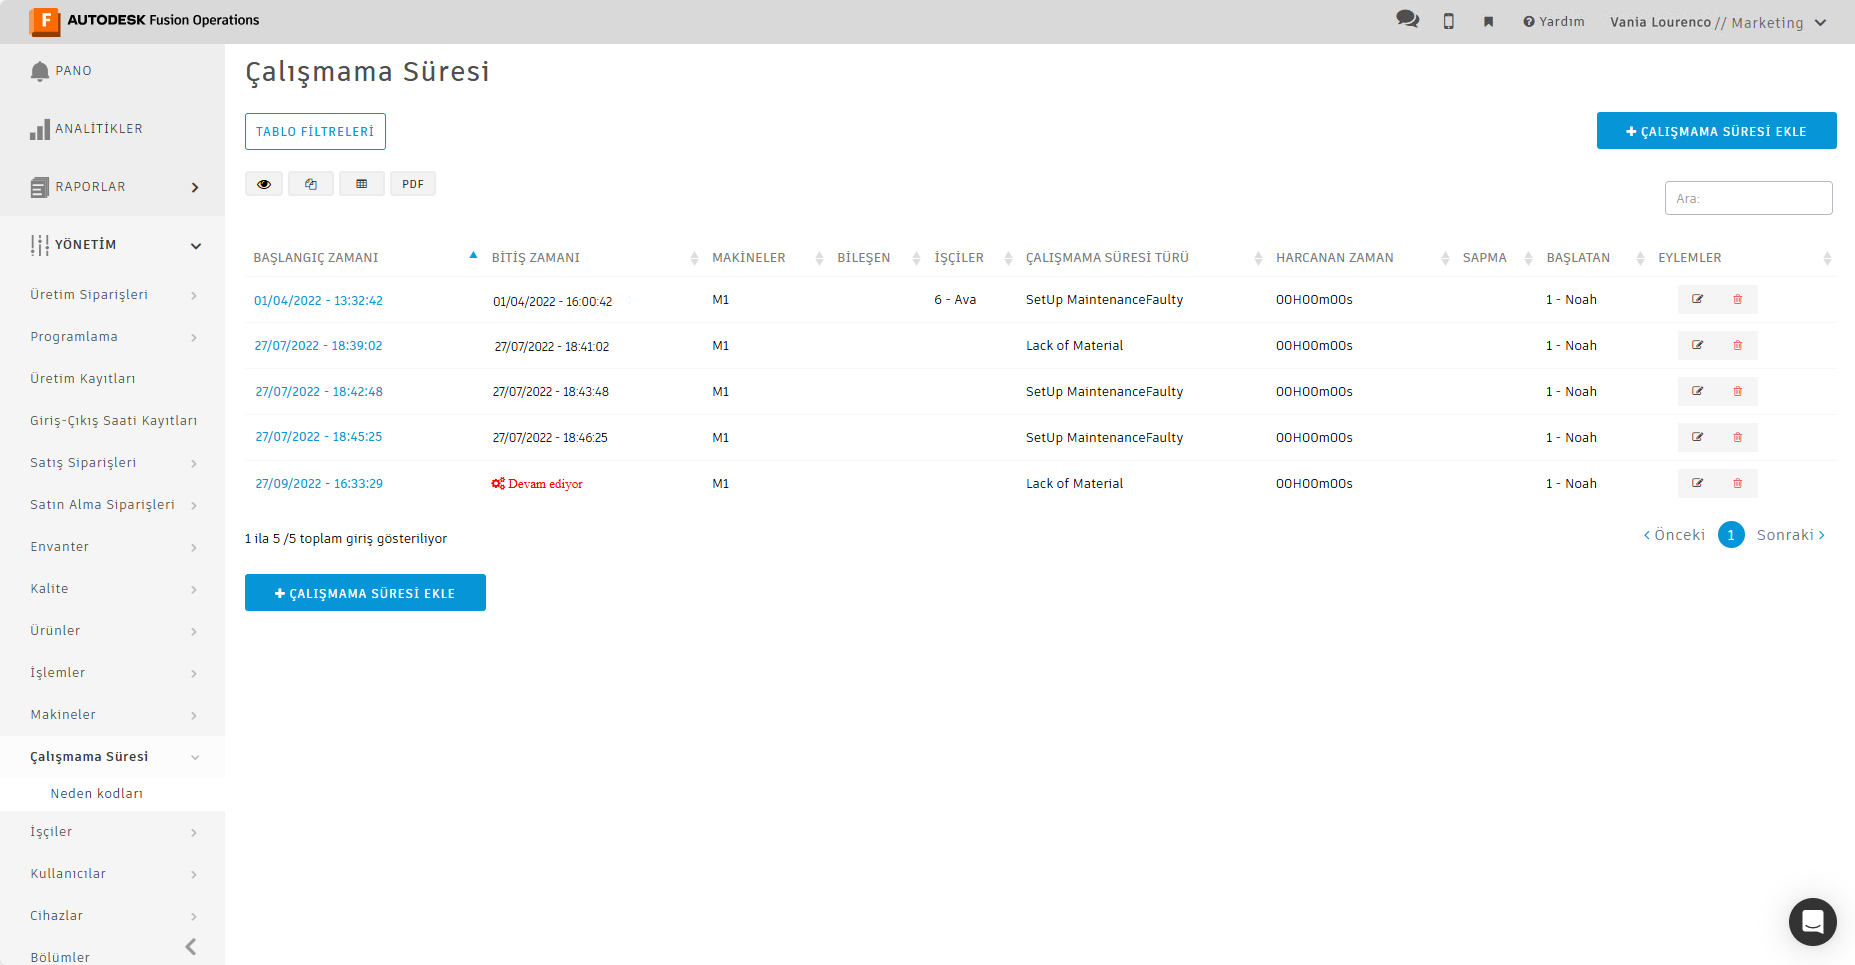 F AUTODESK Fusion Operations
Yardım
Vania Lourenco // Marketing
PANO
ANALİTİKLER
RAPORLAR
YÖNETİM
Üretim Siparişleri
Programlama
Üretim Kayıtları
Giriş-Çıkış Saati Kayıtları
Satış Siparişleri
Satın Alma Siparişleri
Envanter
Kalite
Ürünler
İşlemler
Makineler
Çalışmama Süresi
Neden kodları
İşçiler
Kullanıcılar
Cihazlar
Bölümler
Çalışmama Süresi
TABLO FİLTRELERİ
+ ÇALIŞMAMA SÜRESİ EKLE
PDF
Ara:
BAŞLANGIÇ ZAMANI BİTİŞ ZAMANI MAKİNELER BİLEŞEN İŞÇİLER ÇALIŞMAMA SÜRESİ TÜRÜ HARCANAN ZAMAN SAPMA BAŞLATAN EYLEMLER
01/04/2022 - 13:32:42 01/04/2022 - 16:00:42 M1 6 - Ava SetUp MaintenanceFaulty 00H00m00s 1 - Noah
27/07/2022 - 18:39:02 27/07/2022 - 18:41:02 M1 Lack of Material 00H00m00s 1 - Noah
27/07/2022 - 18:42:48 27/07/2022 - 18:43:48 M1 SetUp MaintenanceFaulty 00H00m00s 1 - Noah
27/07/2022 - 18:45:25 27/07/2022 - 18:46:25 M1 SetUp MaintenanceFaulty 00H00m00s 1 - Noah
27/09/2022 - 16:33:29 Devam ediyor M1 Lack of Material 00H00m00s 1 - Noah
1 ila 5 /5 toplam giriş gösteriliyor
‹ Önceki 1 Sonraki ›
+ ÇALIŞMAMA SÜRESİ EKLE